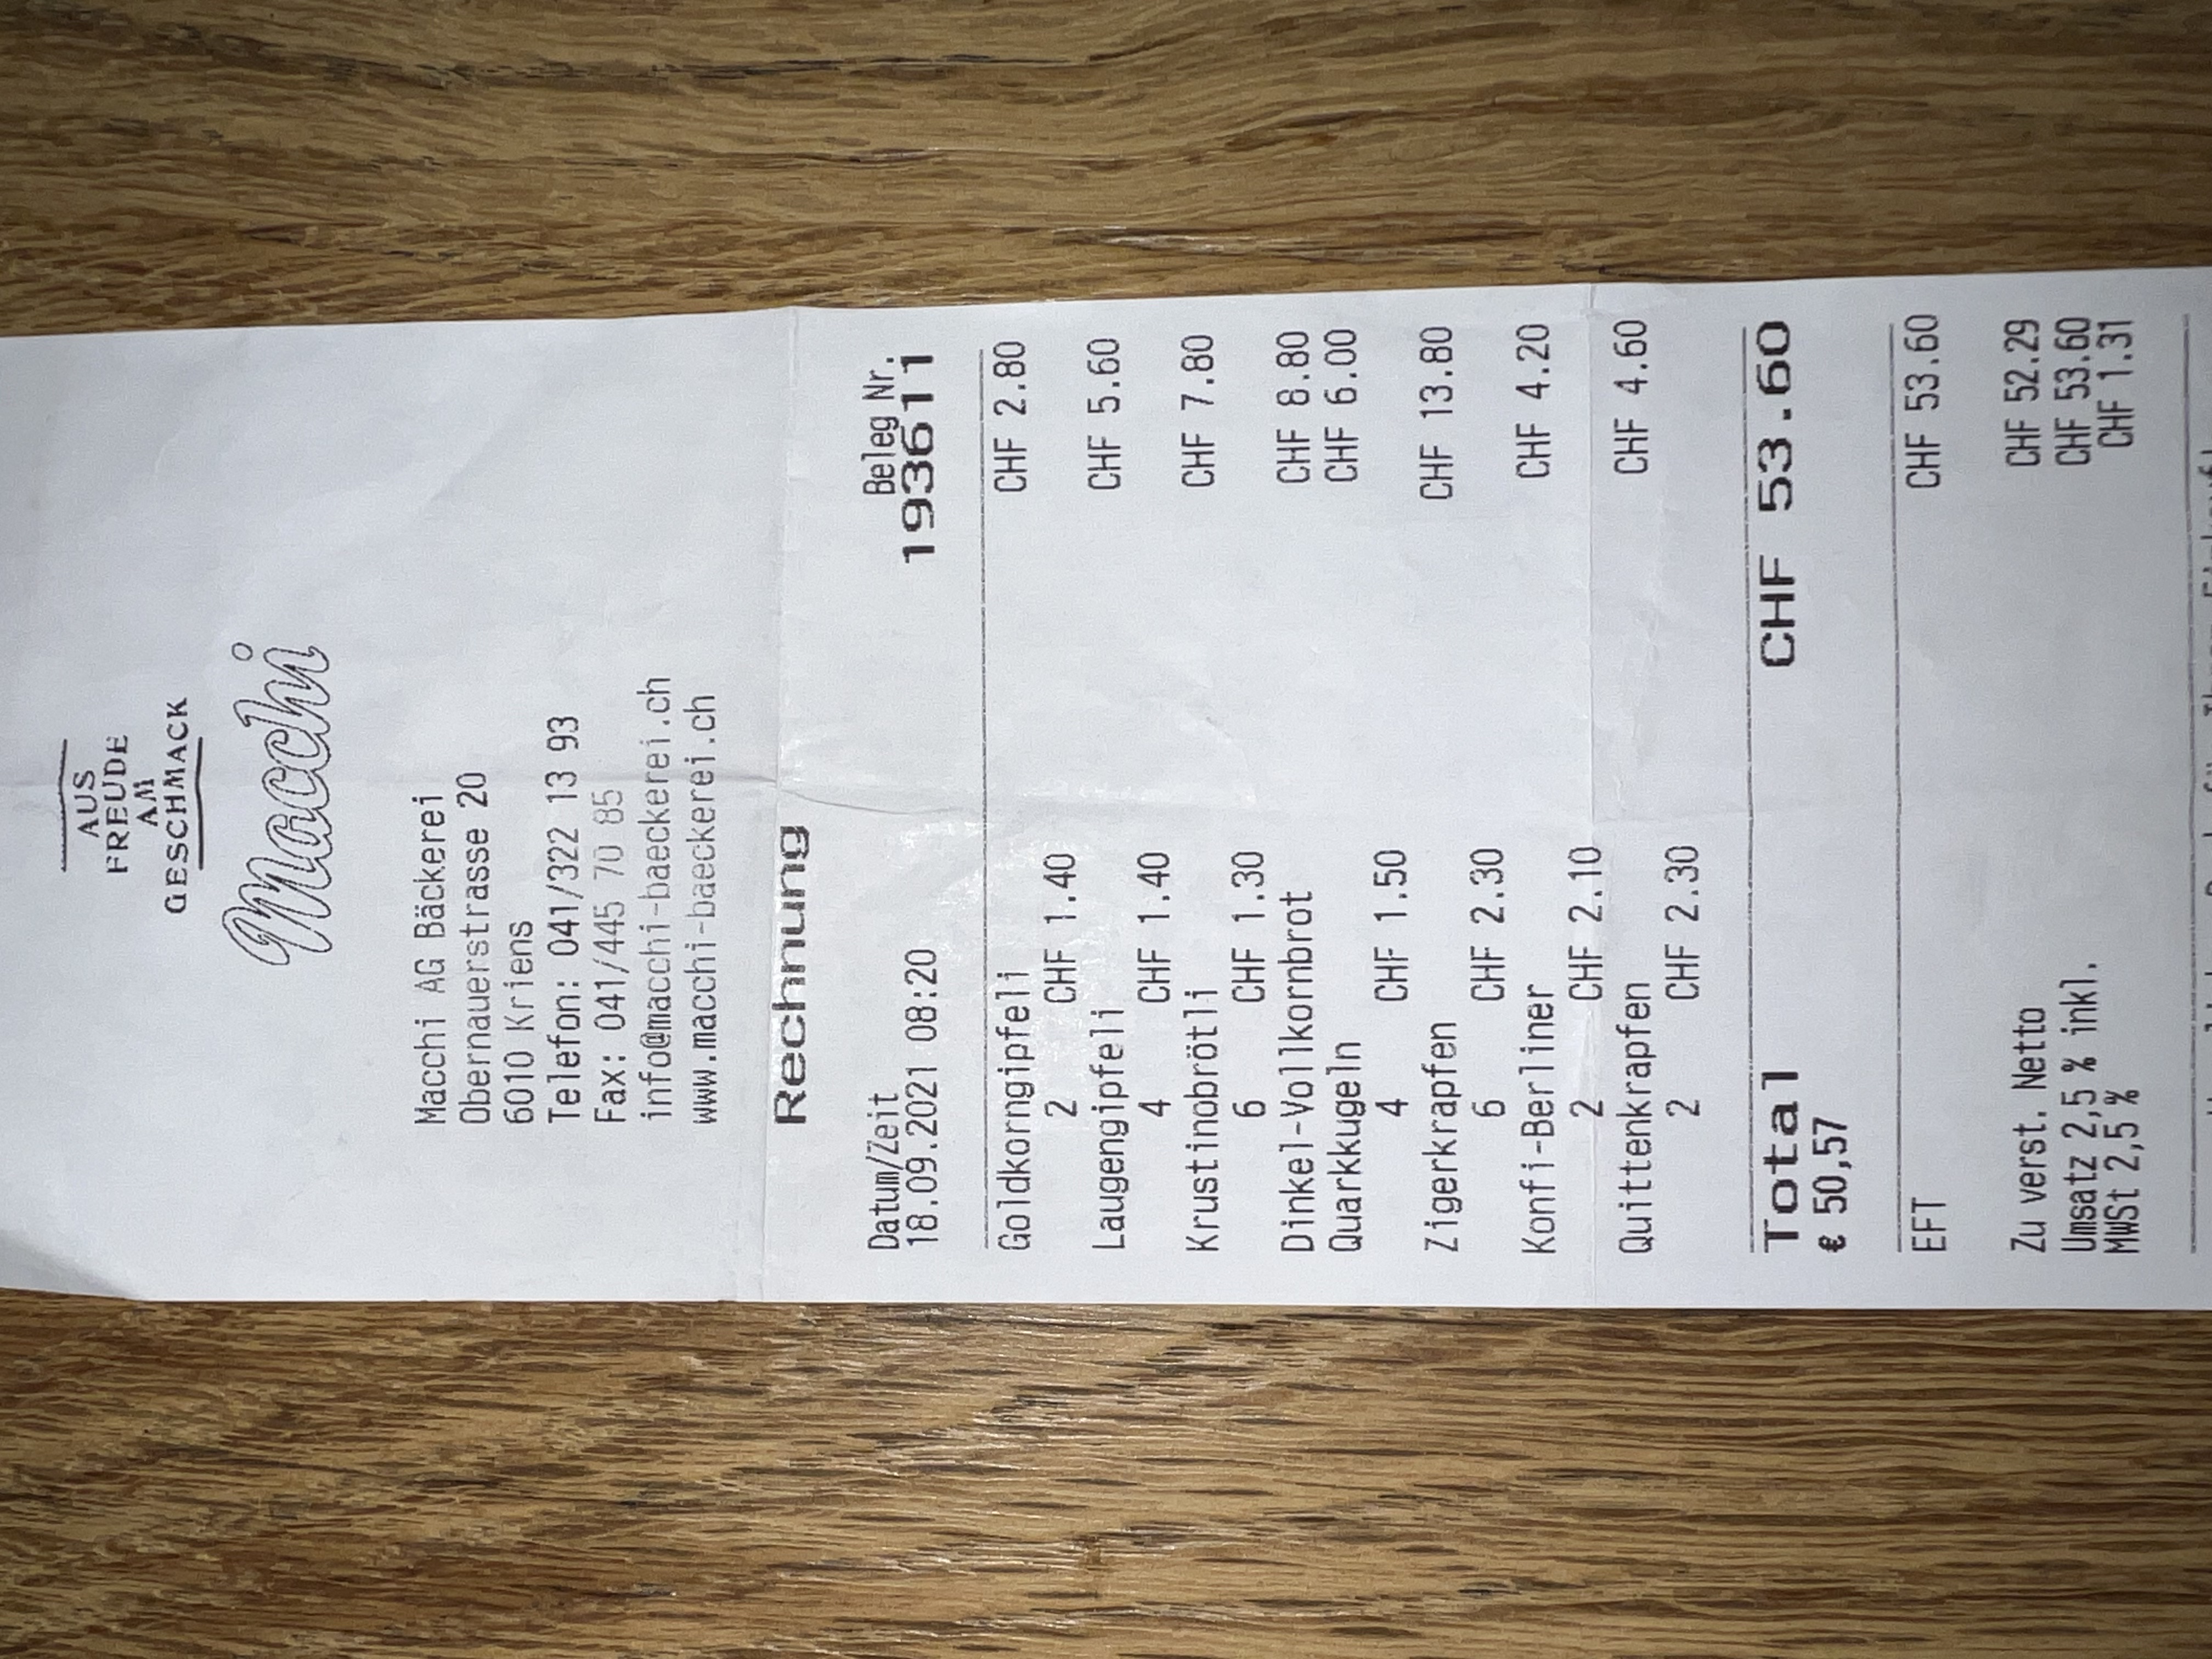 AUS
FREUDE
AM
GESCHMACK
Macchi
Macchi AG Bäckerei
Obernauerstrasse 20
6010 Kriens
Telefon: 041/322 13 93
Fax: 041/445 70 85
info@macchi-baeckerei.ch
www.macchi-baeckerei.ch
Rechnung
Datum/Zeit Beleg Nr.
18.09.2021 08:20 193611
Goldkorngipfeli CHF 2.80
2 CHF 1.40
Laugengipfeli CHF 5.60
4 CHF 1.40
Krustinobrötli CHF 7.80
6 CHF 1.30
Dinkel-Vollkornbrot CHF 8.80
Quarkkugeln CHF 6.00
4 CHF 1.50
Zigerkrapfen CHF 13.80
6 CHF 2.30
Konfi-Berliner CHF 4.20
2 CHF 2.10
Quittenkrapfen CHF 4.60
2 CHF 2.30
Total CHF 53.60
€ 50,57
EFT CHF 53.60
Zu verst. Netto CHF 52.29
Umsatz 2,5 % inkl. CHF 53.60
MWSt 2,5 % CHF 1.31